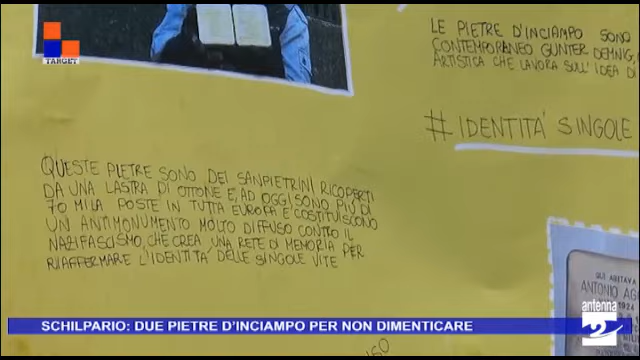 TARGET
LE PIETRE D'INCIAMPO SONO
CONTEMPORANEO GUNTER DEMNIG,
ARTISTICA CHE LAVORA SULL'IDEA DI
#IDENTITÀ SINGOLE
QUESTE PIETRE SONO DEI SANPIETRINI RICOPERTI
DA UNA LASTRA DI OTTONE E, AD OGGI SONO PIÙ DI
70 MILA POSTE IN TUTTA EUROPA E COSTITUISCONO
UN ANTIMONUMENTO MOLTO DIFFUSO CONTRO IL
NAZIFASCISMO, CHE CREA UNA RETE DI MEMORIA PER
RIAFFERMARE L'IDENTITÀ DELLE SINGOLE VITE
QUI ABITAVA
ANTONIO AG
1924
antenna
2
SCHILPARIO: DUE PIETRE D'INCIAMPO PER NON DIMENTICARE